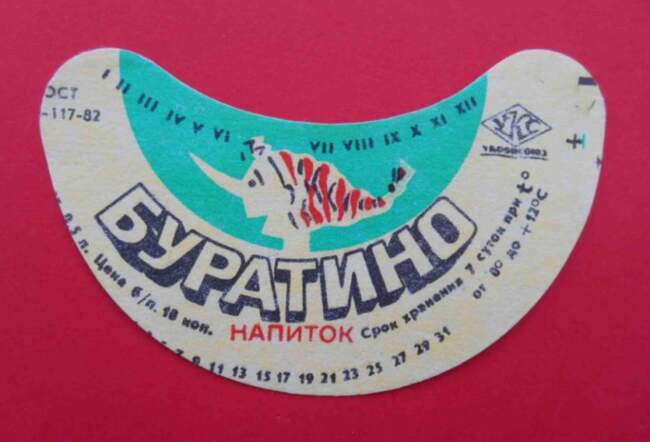 ОСТ
-117-82
I II III IV V VI VII VIII IX X XI XII
УКС
УКООПСОЮЗ
БУРАТИНО
НАПИТОК
0,5 л. Цена б/п. 18 коп.
Срок хранения 7 суток при t°
от 8° до +12°С
7 9 11 13 15 17 19 21 23 25 27 29 31